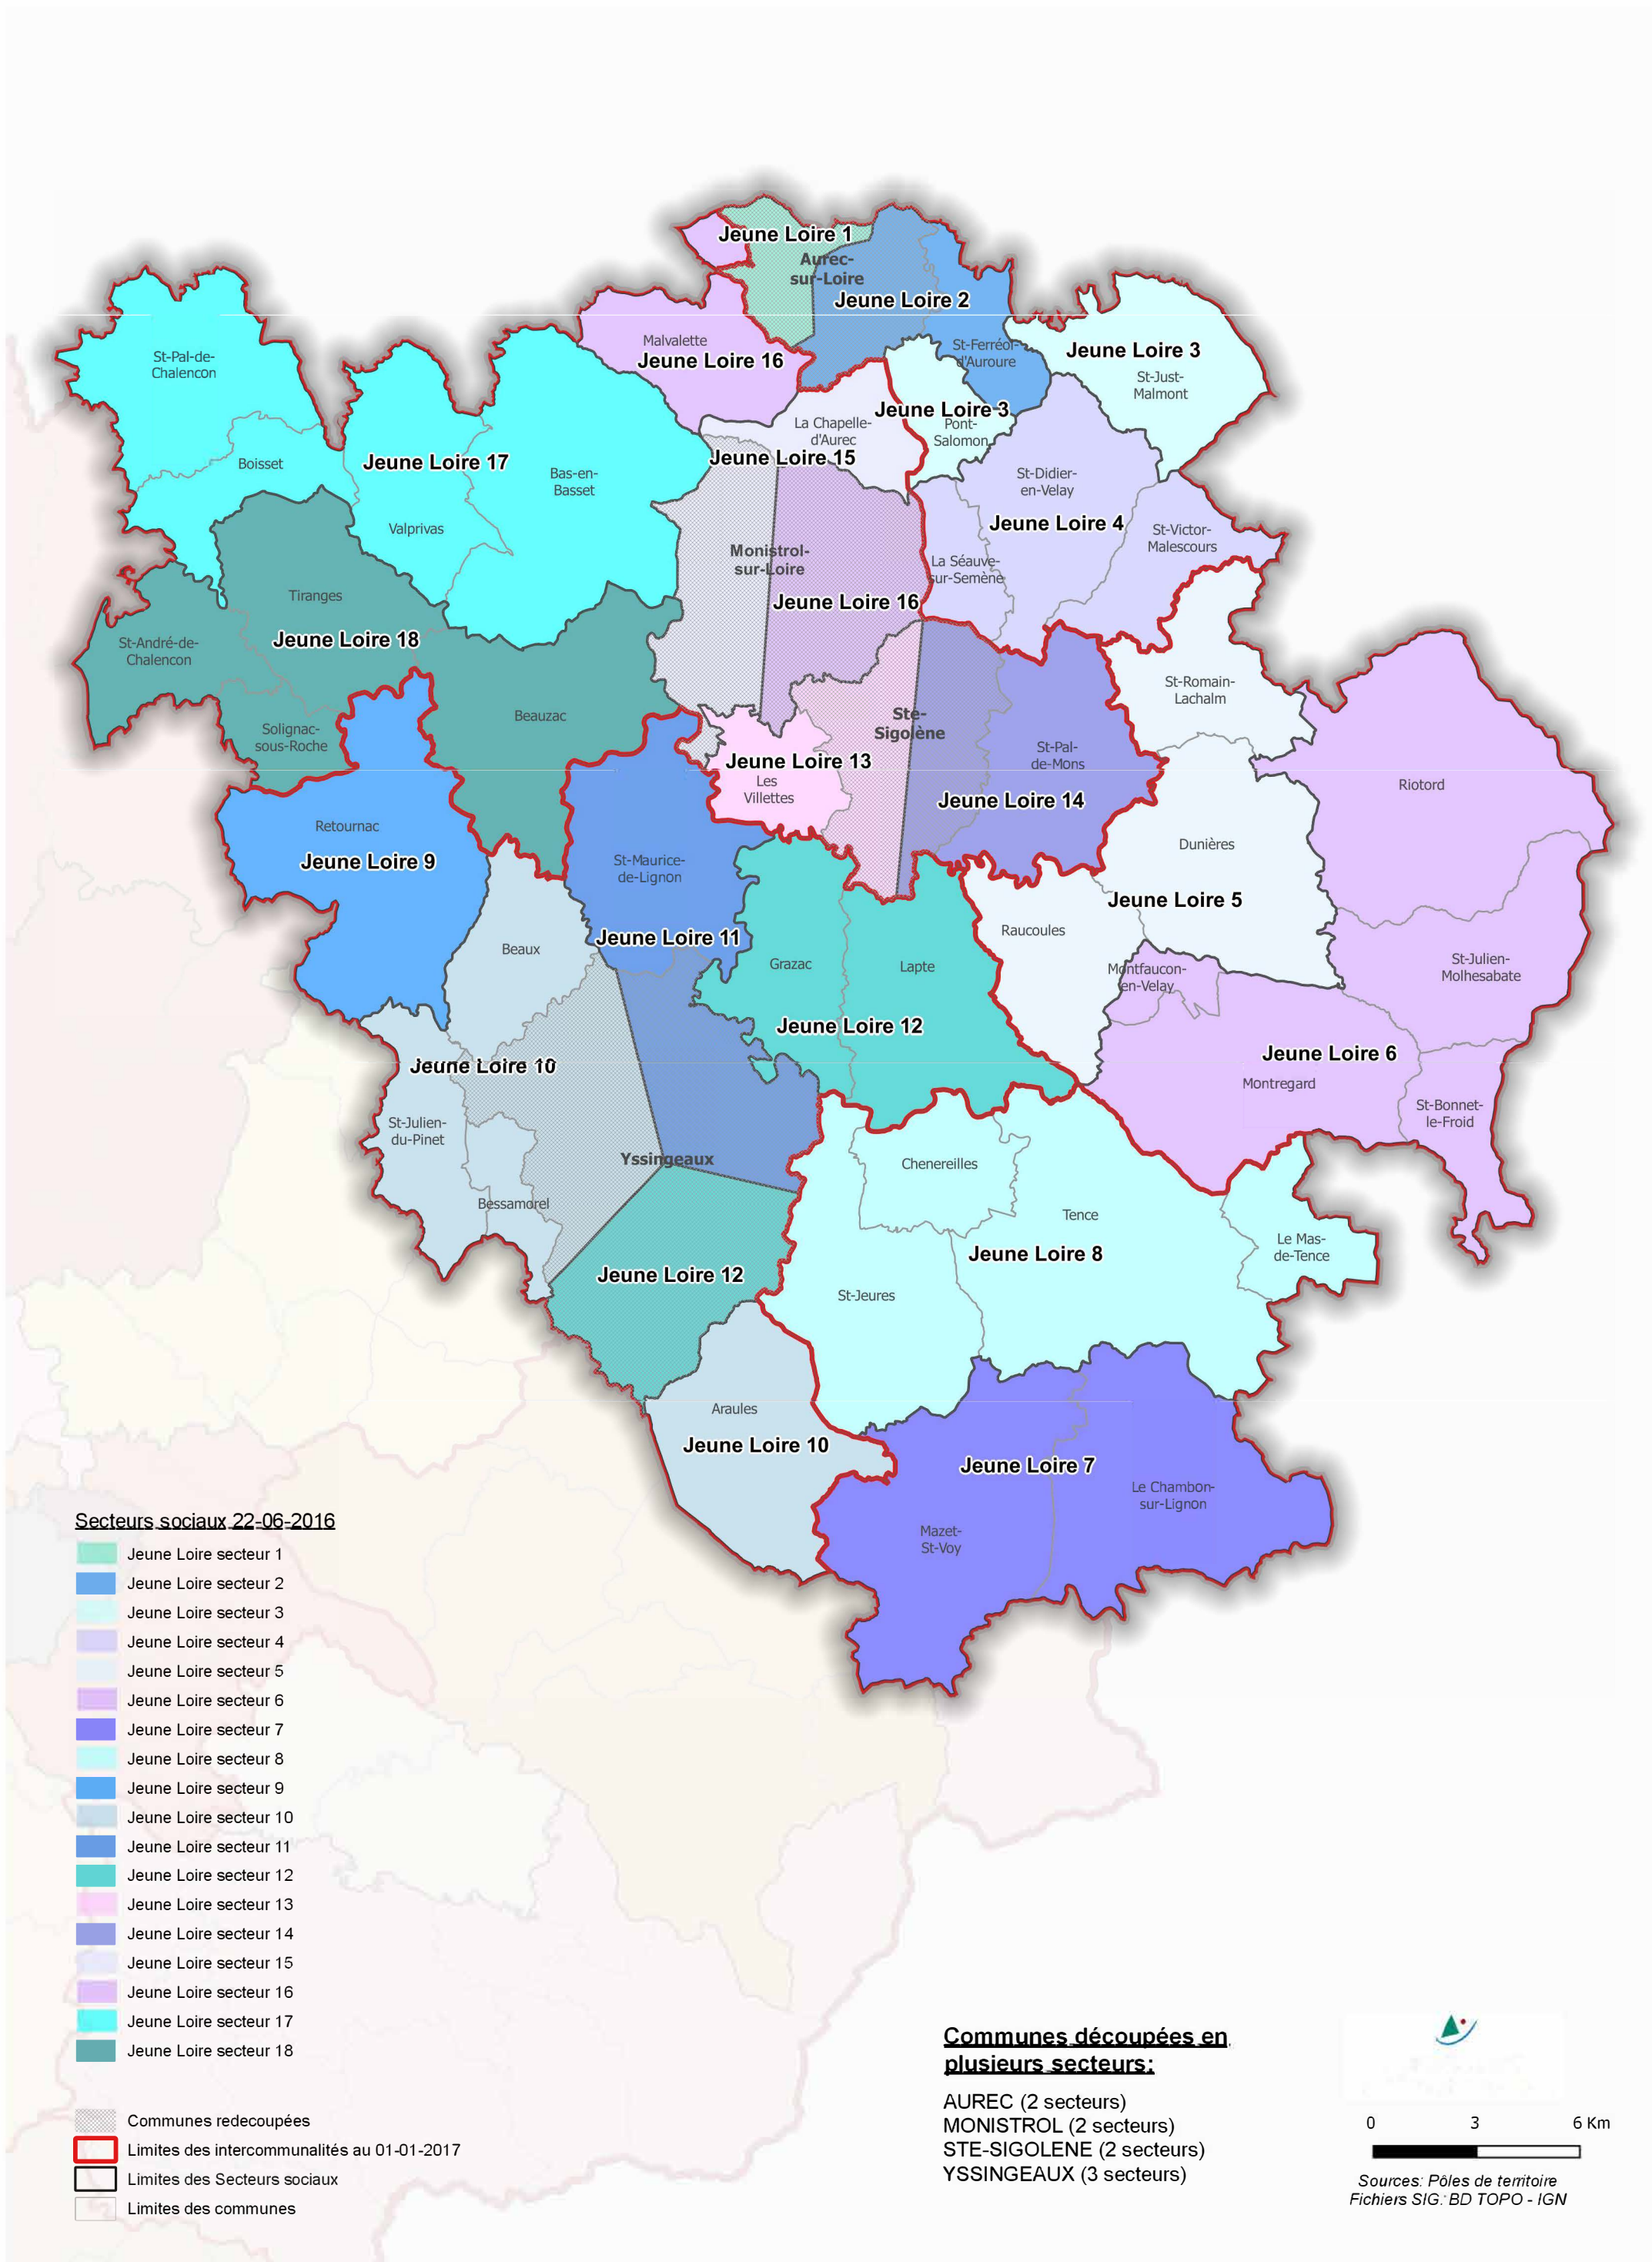 Jeune Loire 1
Aurec-
sur-Loire
Jeune Loire 2
Malvalette
Jeune Loire 16
St-Ferréol-
d'Auroure
Jeune Loire 3
St-Just-
Malmont
St-Pal-de-
Chalencon
Jeune Loire 3
Pont-
Salomon
La Chapelle-
d'Aurec
Jeune Loire 15
Boisset
Jeune Loire 17
Bas-en-
Basset
Valprivas
St-Didier-
en-Velay
Jeune Loire 4
St-Victor-
Malescours
La Séauve-
sur-Semène
Monistrol-
sur-Loire
Jeune Loire 16
Tiranges
Jeune Loire 18
St-André-de-
Chalencon
Solignac-
sous-Roche
Beauzac
St-Romain-
Lachalm
Ste-
Sigolène
St-Pal-
de-Mons
Jeune Loire 13
Les
Villettes
Jeune Loire 14
Riotord
Retournac
Jeune Loire 9
St-Maurice-
de-Lignon
Dunières
Jeune Loire 5
Raucoules
Jeune Loire 11
Beaux
Grazac
Lapte
Montfaucon-
en-Velay
St-Julien-
Molhesabate
Jeune Loire 12
Jeune Loire 10
Jeune Loire 6
Montregard
St-Bonnet-
le-Froid
St-Julien-
du-Pinet
Yssingeaux
Chenereilles
Bessamorel
Tence
Jeune Loire 8
Le Mas-
de-Tence
Jeune Loire 12
St-Jeures
Araules
Jeune Loire 10
Jeune Loire 7
Le Chambon-
sur-Lignon
Mazet-
St-Voy
Secteurs sociaux 22-06-2016
Jeune Loire secteur 1
Jeune Loire secteur 2
Jeune Loire secteur 3
Jeune Loire secteur 4
Jeune Loire secteur 5
Jeune Loire secteur 6
Jeune Loire secteur 7
Jeune Loire secteur 8
Jeune Loire secteur 9
Jeune Loire secteur 10
Jeune Loire secteur 11
Jeune Loire secteur 12
Jeune Loire secteur 13
Jeune Loire secteur 14
Jeune Loire secteur 15
Jeune Loire secteur 16
Jeune Loire secteur 17
Jeune Loire secteur 18
Communes redecoupées
Limites des intercommunalités au 01-01-2017
Limites des Secteurs sociaux
Limites des communes
Communes découpées en
plusieurs secteurs:
AUREC (2 secteurs)
MONISTROL (2 secteurs)
STE-SIGOLENE (2 secteurs)
YSSINGEAUX (3 secteurs)
0 3 6 Km
Sources: Pôles de territoire
Fichiers SIG: BD TOPO - IGN